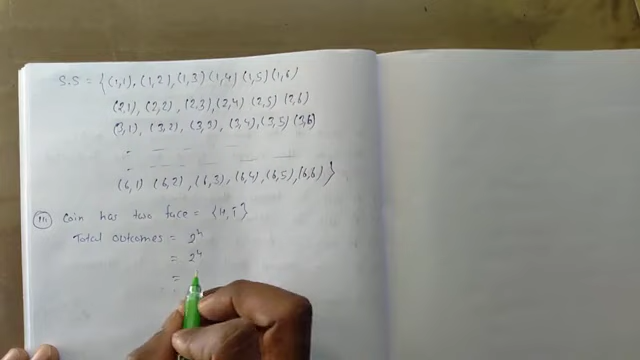 S.S = {(1,1), (1,2), (1,3) (1,4) (1,5) (1,6)
(2,1), (2,2), (2,3), (2,4) (2,5) (2,6)
(3,1), (3,2), (3,3), (3,4), (3,5) (3,6)
(6,1) (6,2), (6,3), (6,4), (6,5), (6,6)}
(iii) Coin has two face = {H,T}
Total outcomes = 2^n
= 2^4
=